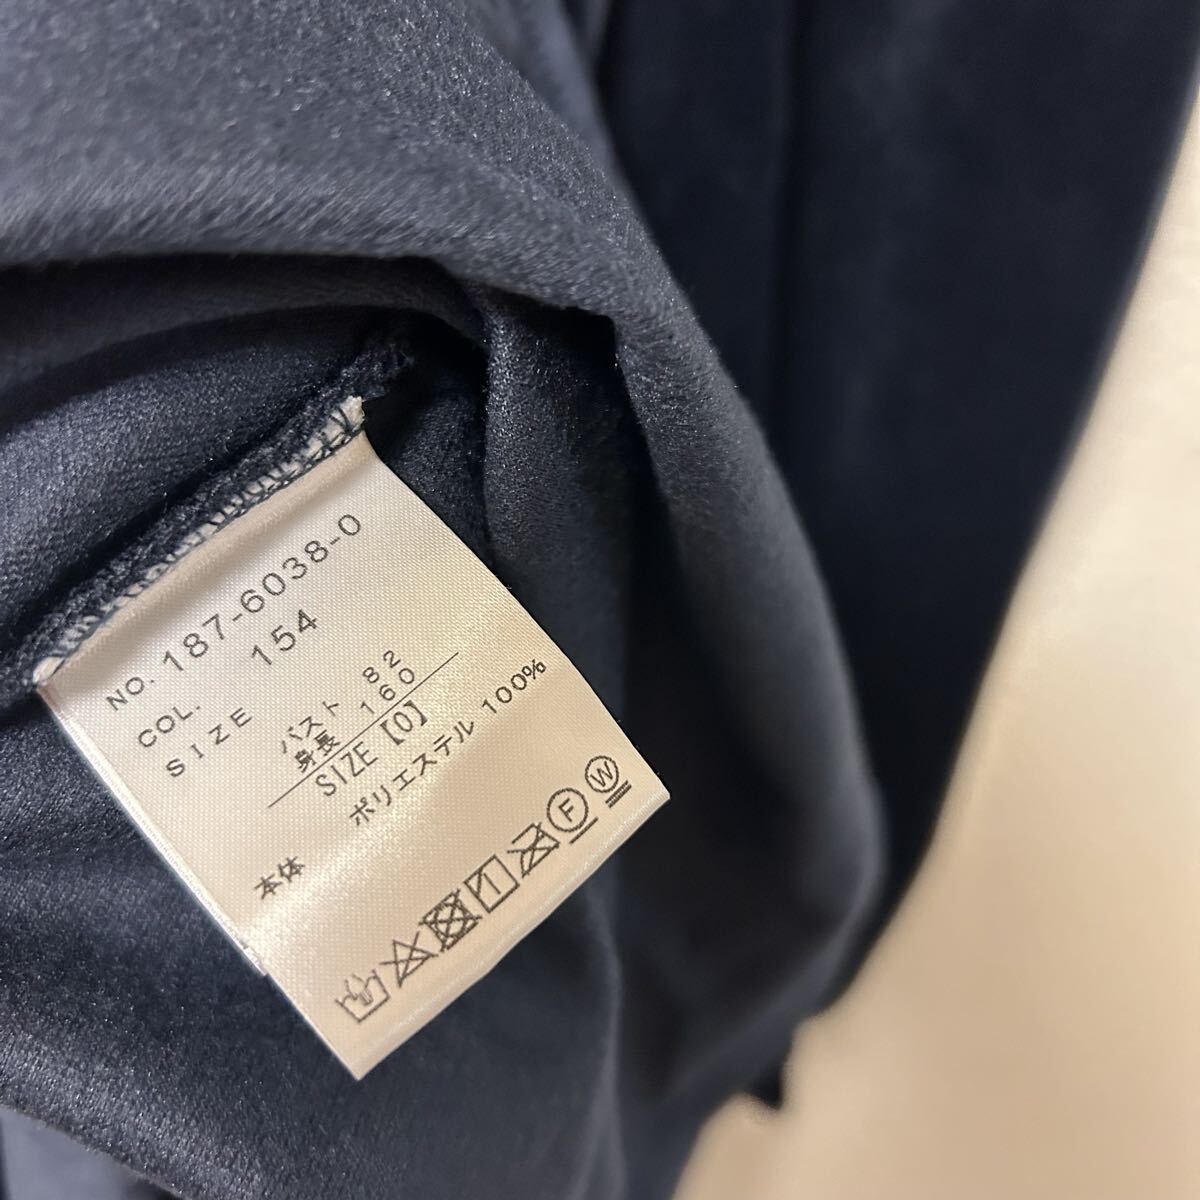 NO. 187-6038-0
COL. 154
SIZE
バスト 82
身長 160
SIZE【0】
本体 ポリエステル 100%
F W